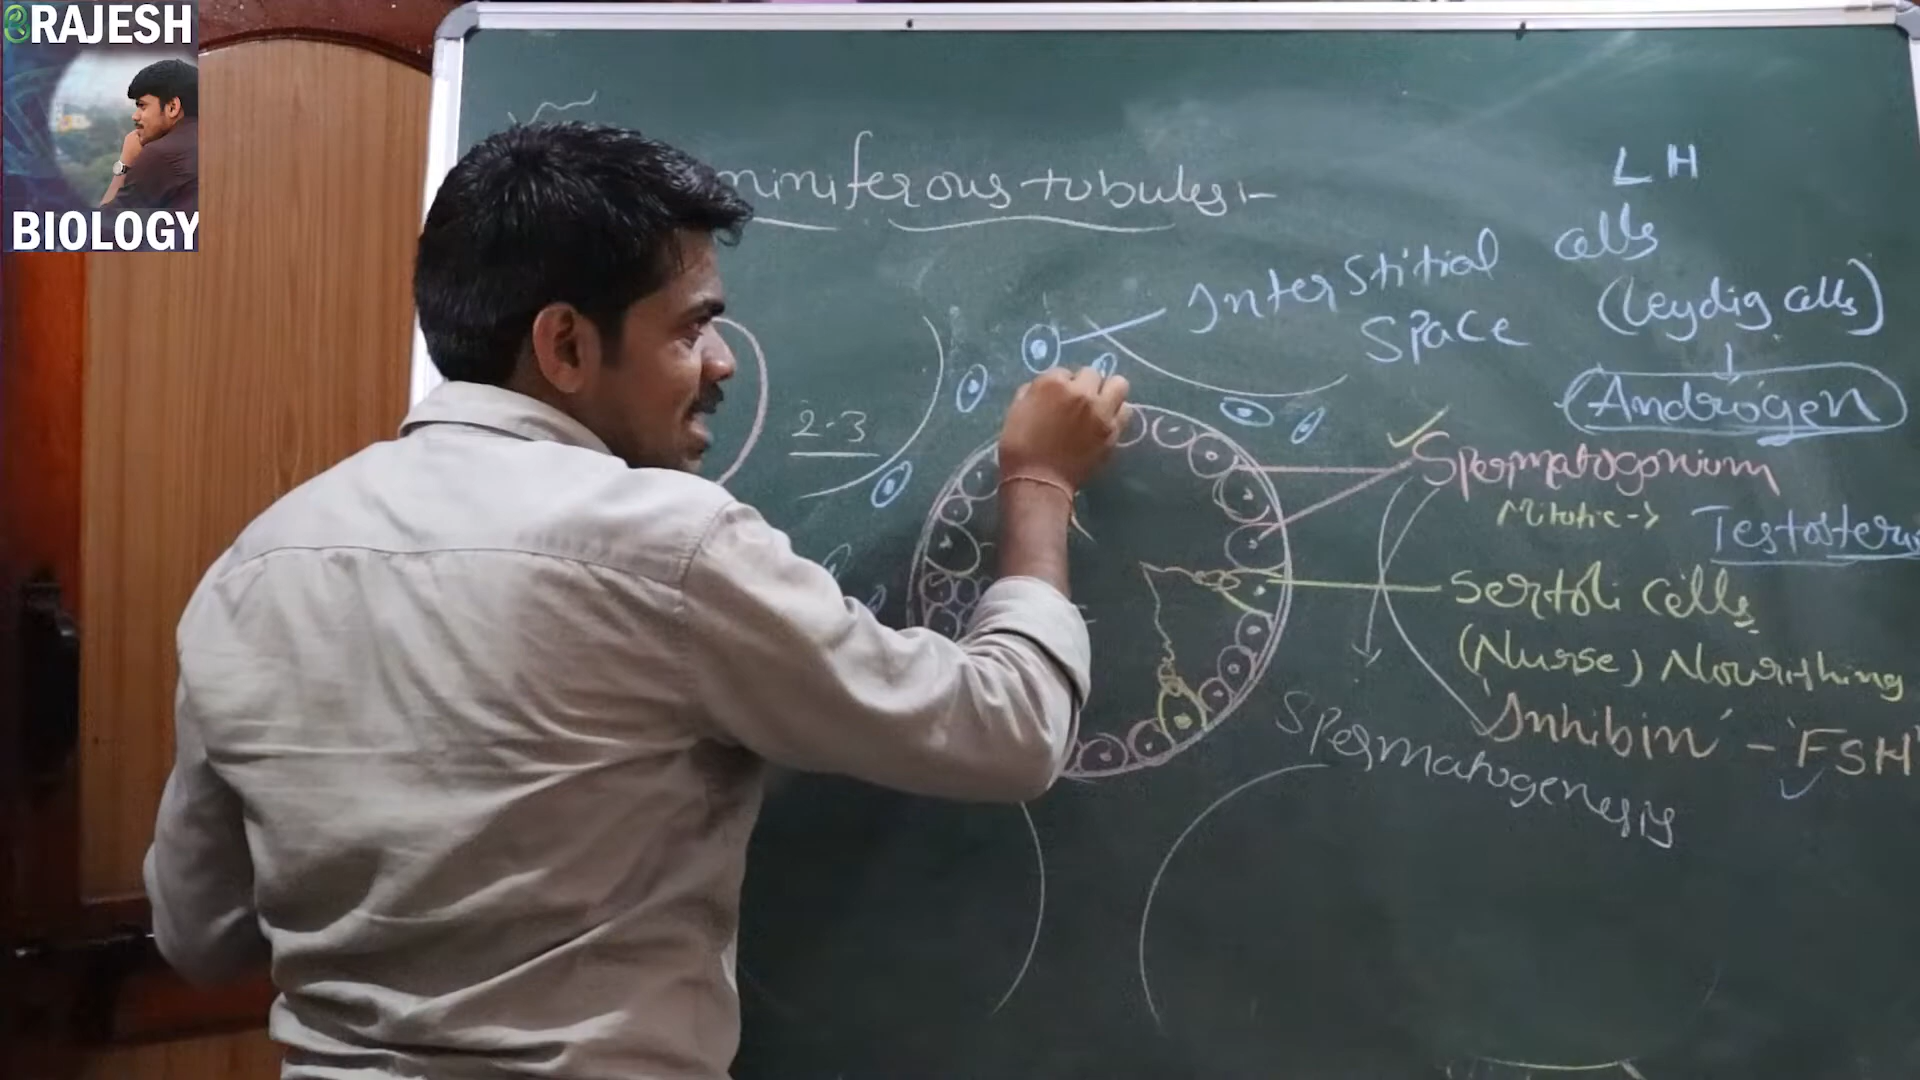 RAJESH
BIOLOGY
miniferous tubules:-
LH
Interstitial cells
Space (leydig cells)
Androgen
2-3
Spermatogonium
Mitotic -> Testosteron
Sertoli Cells
(Nurse) Nourishing
'Inhibin' - 'FSH'
Spermatogenesis